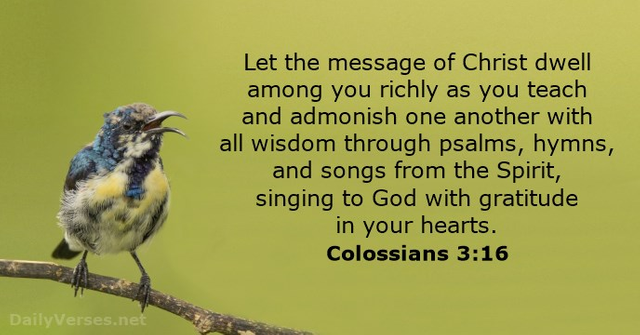 Let the message of Christ dwell
among you richly as you teach
and admonish one another with
all wisdom through psalms, hymns,
and songs from the Spirit,
singing to God with gratitude
in your hearts.
Colossians 3:16
DailyVerses.net